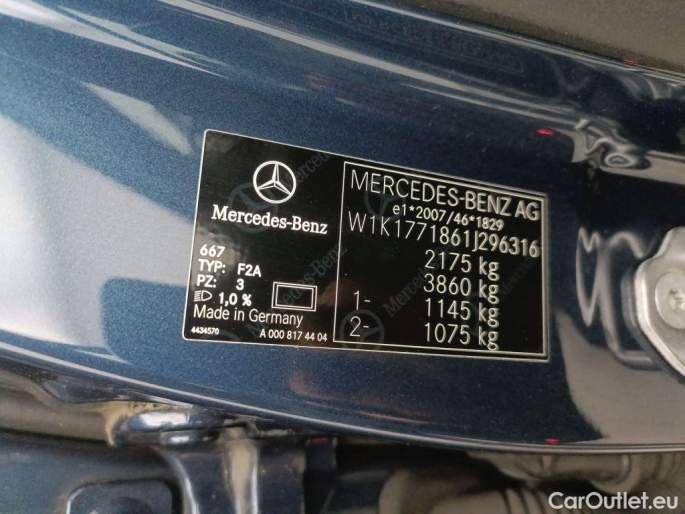 Mercedes-Benz
667
TYP: F2A
PZ: 3
1,0 %
Made in Germany
4434570 A 000 817 44 04
MERCEDES-BENZ AG
e1*2007/46*1829
W1K1771861J296316
2175 kg
3860 kg
1- 1145 kg
2- 1075 kg
CarOutlet.eu